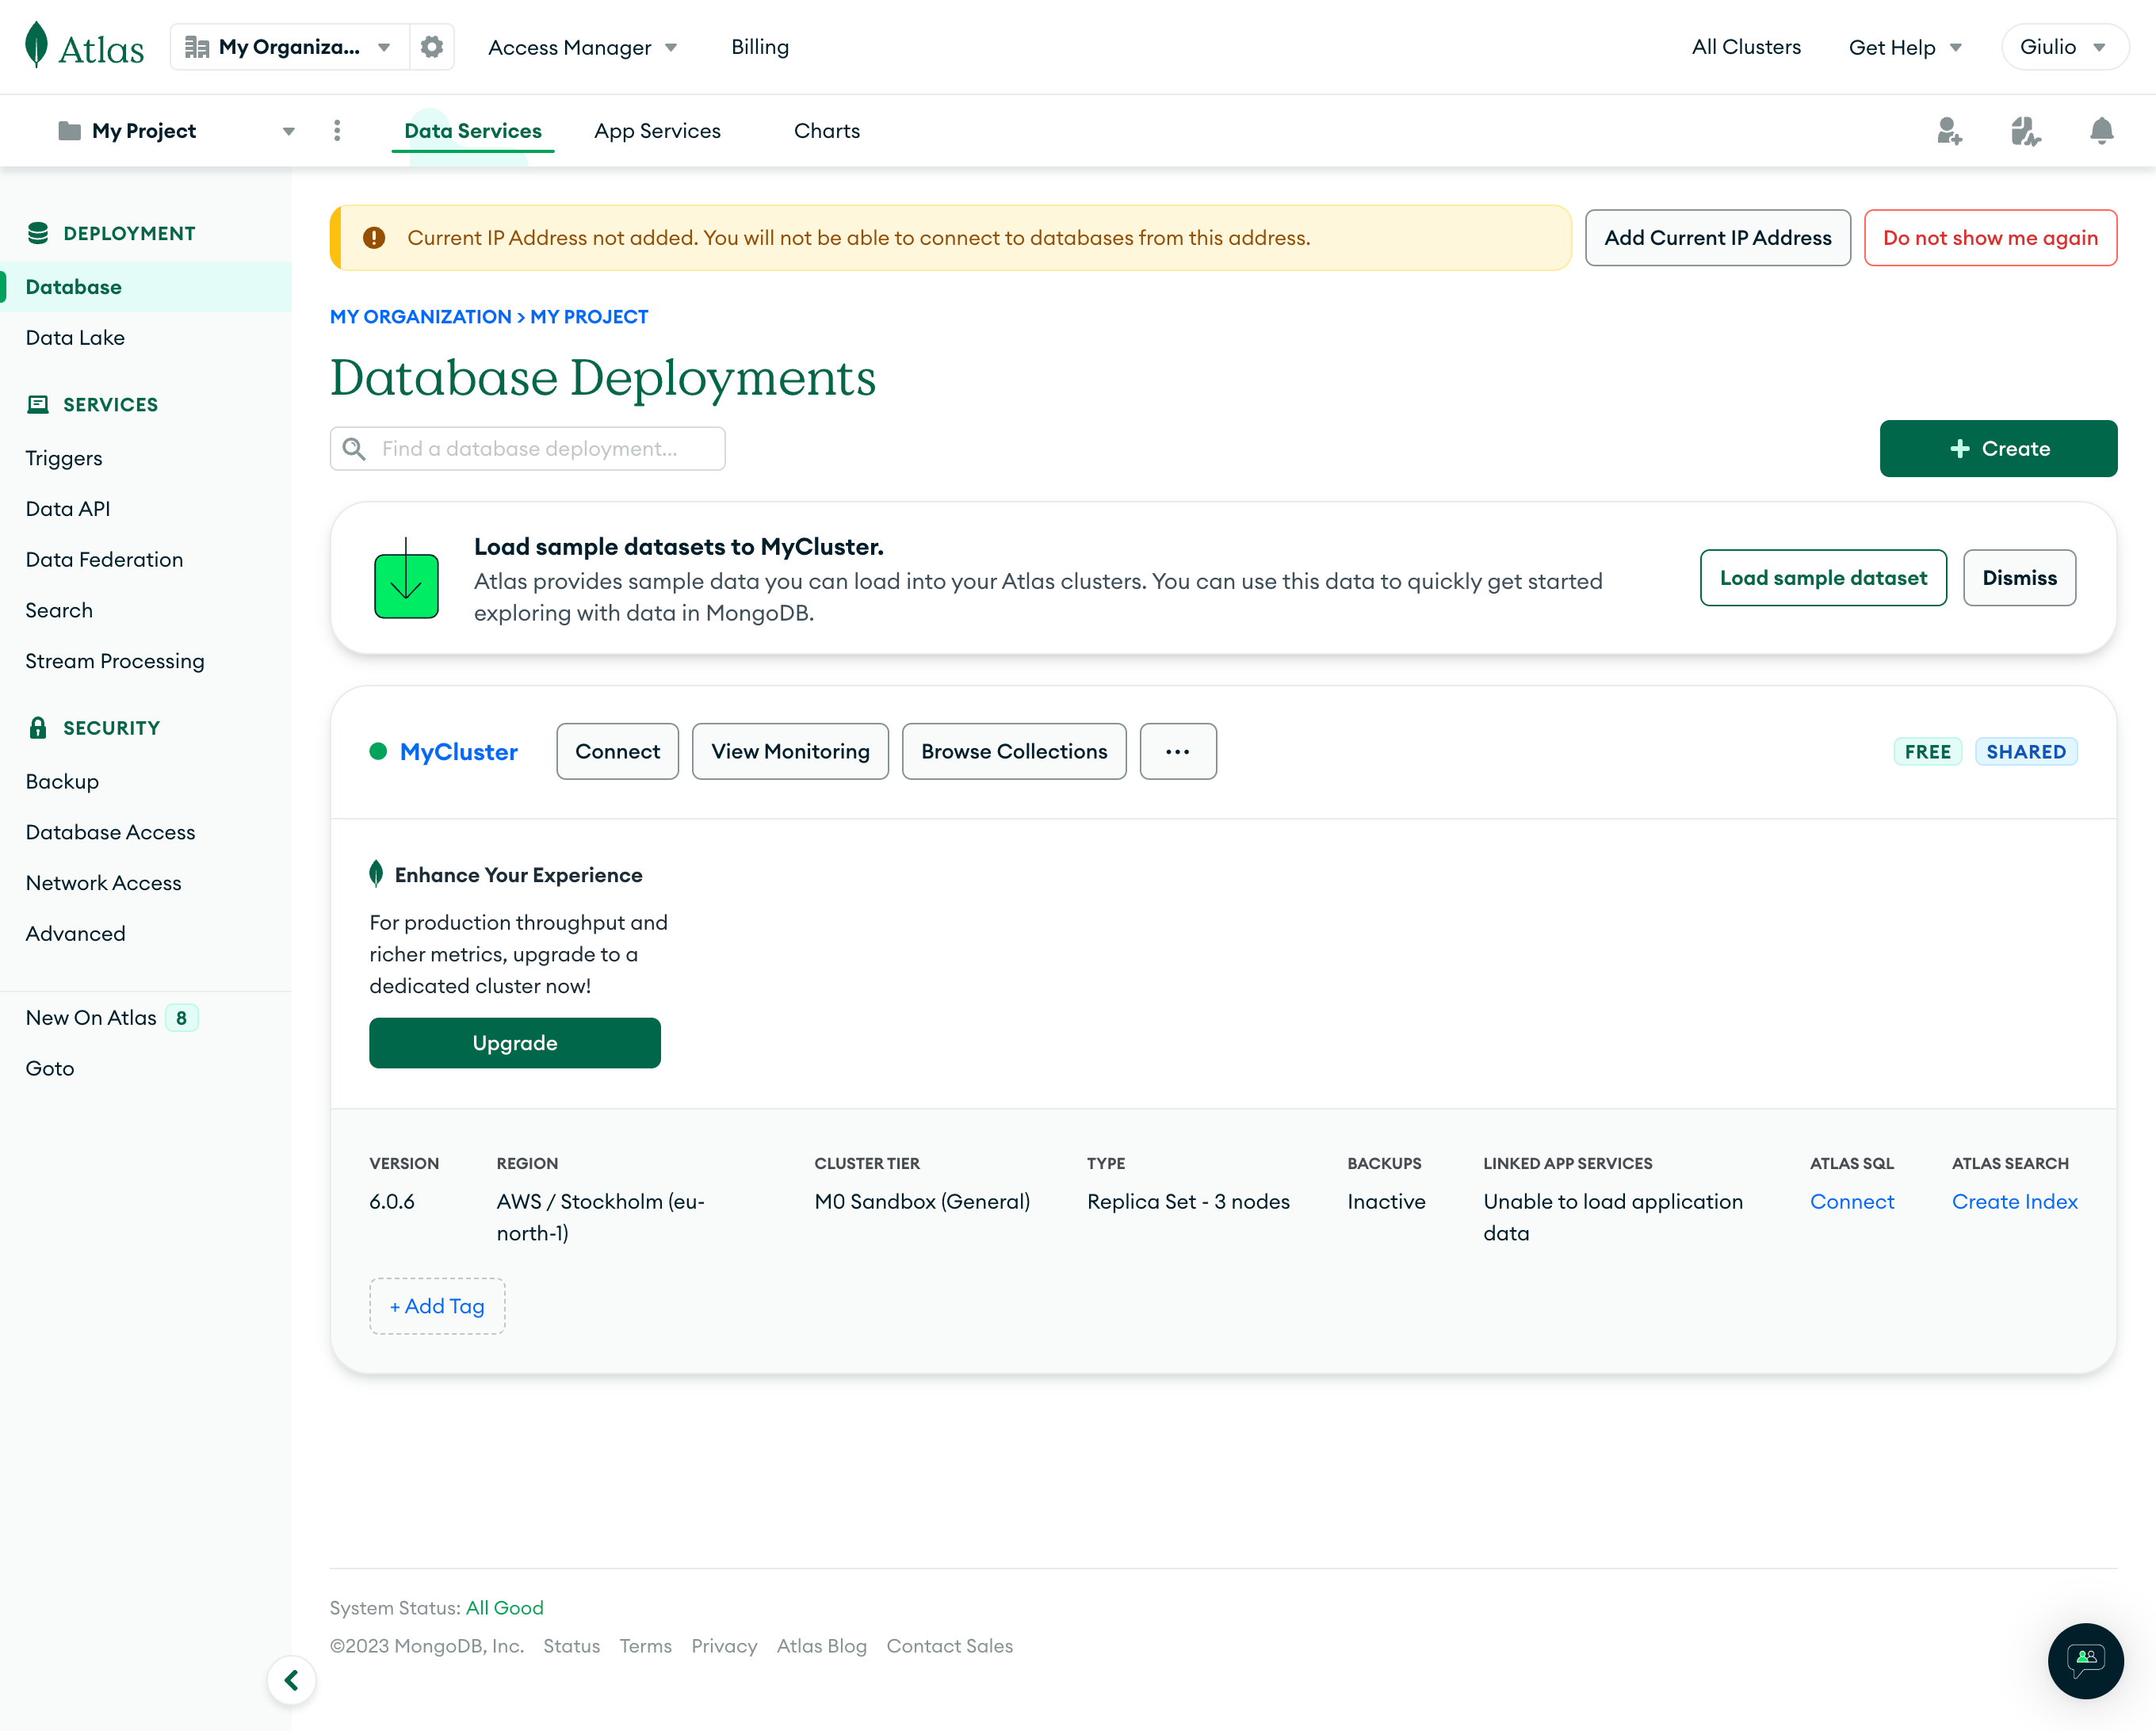 Atlas
My Organiza...
Access Manager
Billing
All Clusters
Get Help
Giulio
My Project
Data Services
App Services
Charts
DEPLOYMENT
Database
Data Lake
SERVICES
Triggers
Data API
Data Federation
Search
Stream Processing
SECURITY
Backup
Database Access
Network Access
Advanced
New On Atlas 8
Goto
Current IP Address not added. You will not be able to connect to databases from this address.
Add Current IP Address
Do not show me again
MY ORGANIZATION > MY PROJECT
Database Deployments
Find a database deployment...
+ Create
Load sample datasets to MyCluster.
Atlas provides sample data you can load into your Atlas clusters. You can use this data to quickly get started
exploring with data in MongoDB.
Load sample dataset
Dismiss
MyCluster
Connect
View Monitoring
Browse Collections
...
FREE
SHARED
Enhance Your Experience
For production throughput and
richer metrics, upgrade to a
dedicated cluster now!
Upgrade
VERSION
6.0.6
REGION
AWS / Stockholm (eu-
north-1)
CLUSTER TIER
M0 Sandbox (General)
TYPE
Replica Set - 3 nodes
BACKUPS
Inactive
LINKED APP SERVICES
Unable to load application
data
ATLAS SQL
Connect
ATLAS SEARCH
Create Index
+ Add Tag
System Status: All Good
©2023 MongoDB, Inc. Status Terms Privacy Atlas Blog Contact Sales